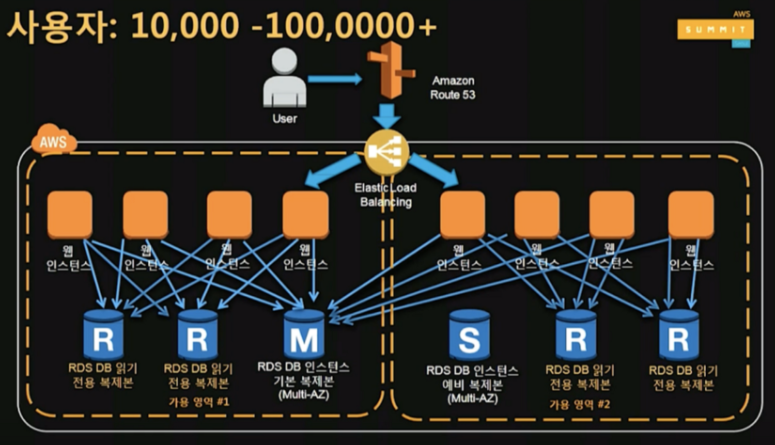 사용자: 10,000 -100,0000+
AWS
SUMMIT
User
Amazon
Route 53
AWS
Elastic Load
Balancing
웹
인스턴스
웹
인스턴스
웹
인스턴스
웹
인스턴스
웹
인스턴스
웹
인스턴스
웹
인스턴스
웹
인스턴스
R
R
M
S
R
R
RDS DB 읽기
전용 복제본
RDS DB 읽기
전용 복제본
RDS DB 인스턴스
기본 복제본
(Multi-AZ)
RDS DB 인스턴스
예비 복제본
(Multi-AZ)
RDS DB 읽기
전용 복제본
RDS DB 읽기
전용 복제본
가용 영역 #1
가용 영역 #2